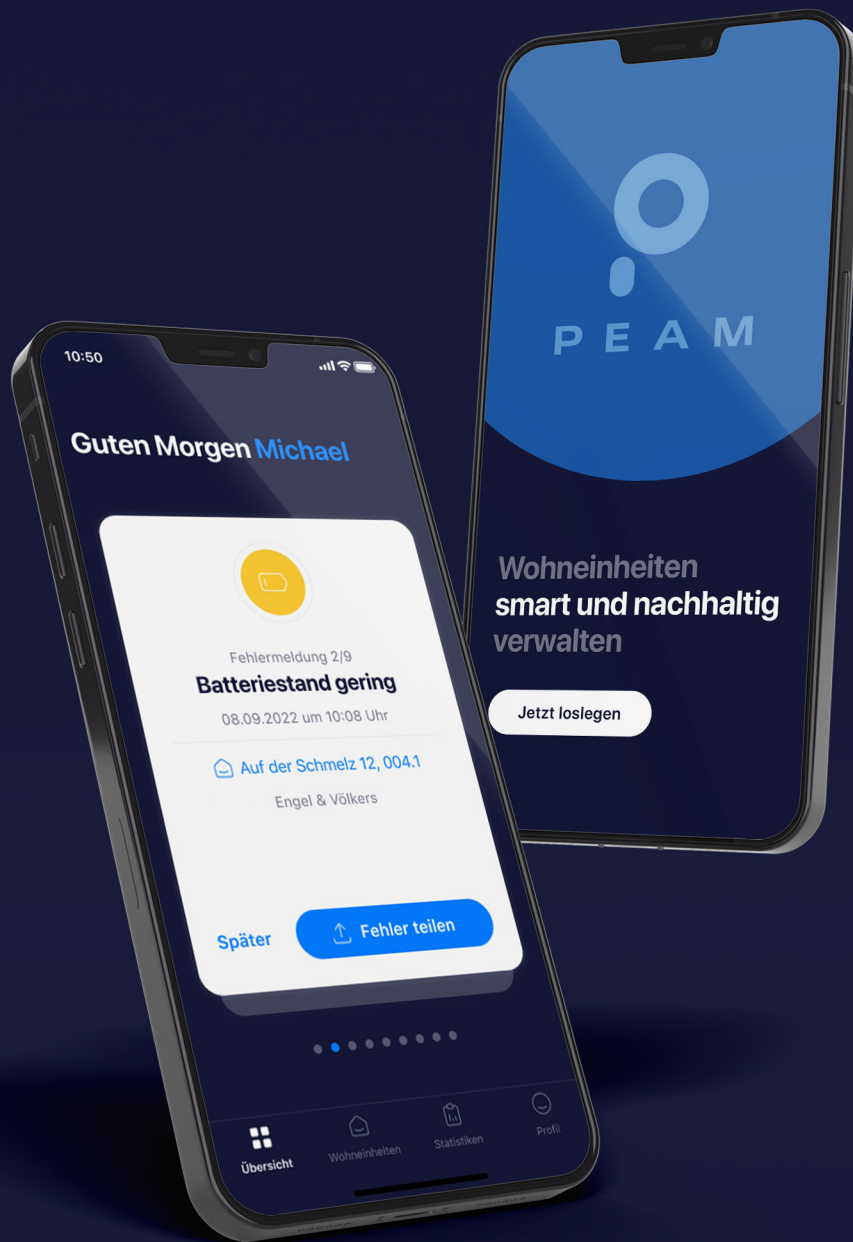 10:50
Guten Morgen Michael
Fehlermeldung 2/9
Batteriestand gering
08.09.2022 um 10:08 Uhr
Auf der Schmelz 12, 004.1
Engel & Völkers
Später
Fehler teilen
Übersicht
Wohneinheiten
Statistiken
Profil
PEAM
Wohneinheiten
smart und nachhaltig
verwalten
Jetzt loslegen